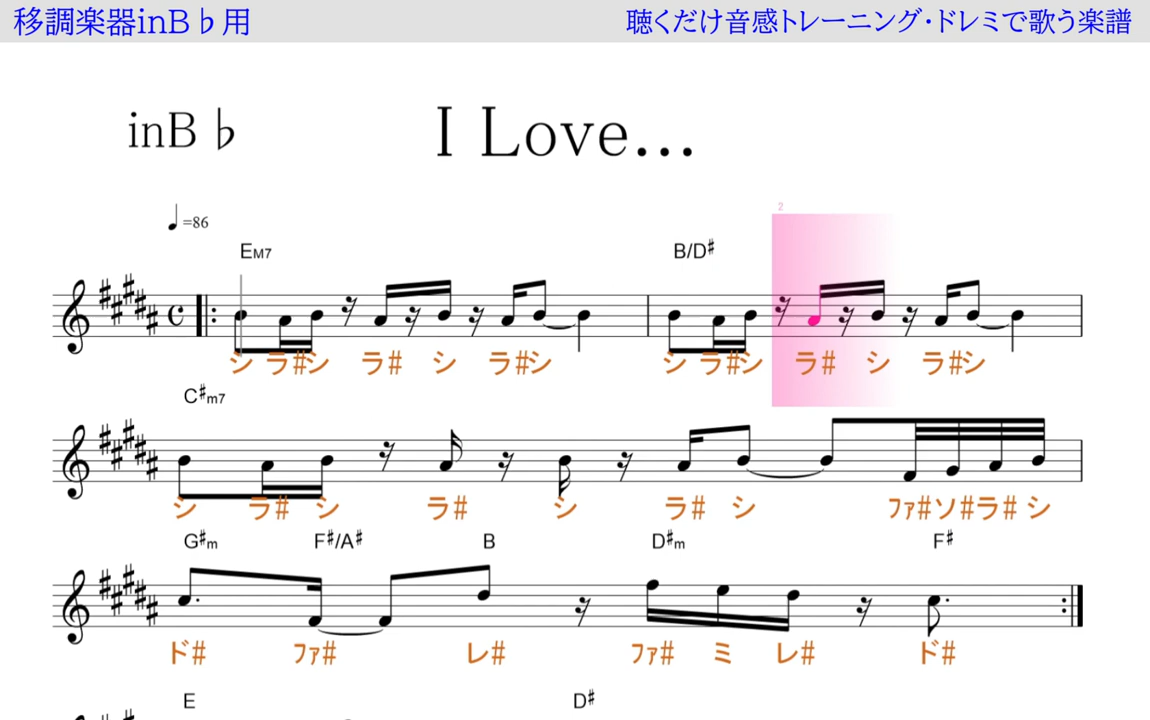 移調楽器inB♭用
聴くだけ音感トレーニング・ドレミで歌う楽譜
inB♭
I Love...
=86
2
EM7 B/D#
シ ラ# シ ラ# シ ラ# シ シ ラ# シ ラ# シ ラ# シ
C#m7
シ ラ# シ ラ# シ ラ# シ ファ# ソ# ラ# シ
G#m F#/A# B D#m F#
ド# ファ# レ# ファ# ミ レ# ド#
E D#